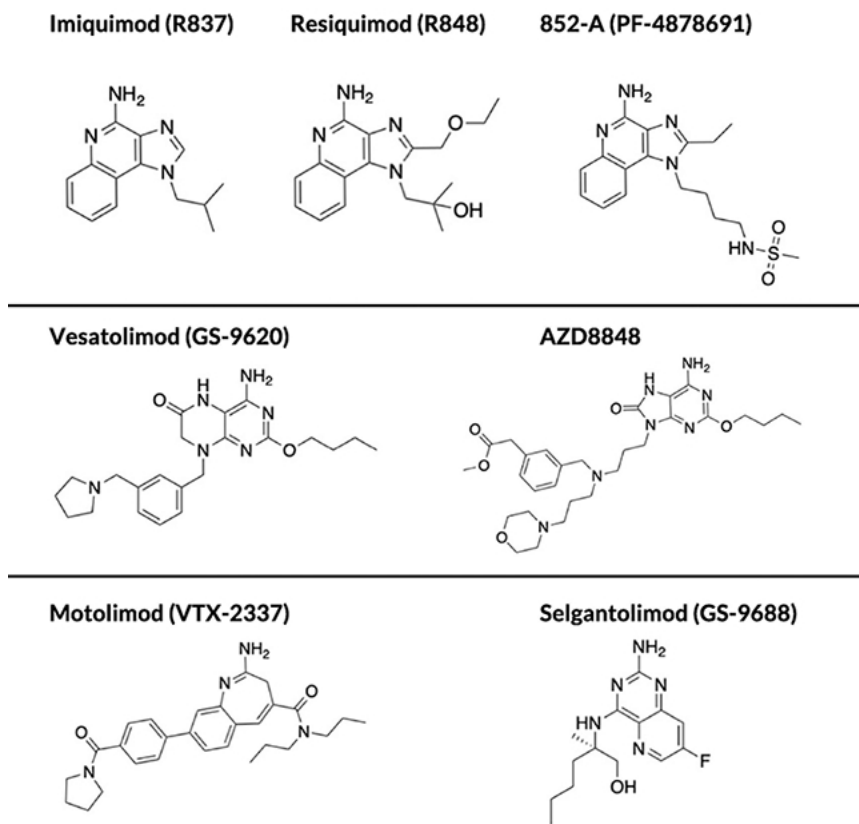 Imiquimod (R837)
Resiquimod (R848)
852-A (PF-4878691)
NH2
N
N
N
NH2
N
N
N
O
OH
NH2
N
N
N
HN
O
S
O
Vesatolimod (GS-9620)
AZD8848
H
N
NH2
O
N
N
N
O
N
H
N
NH2
O
N
N
N
O
O
O
N
N
O
Motolimod (VTX-2337)
Selgantolimod (GS-9688)
NH2
N
O
N
O
N
NH2
N
N
HN
N
F
OH